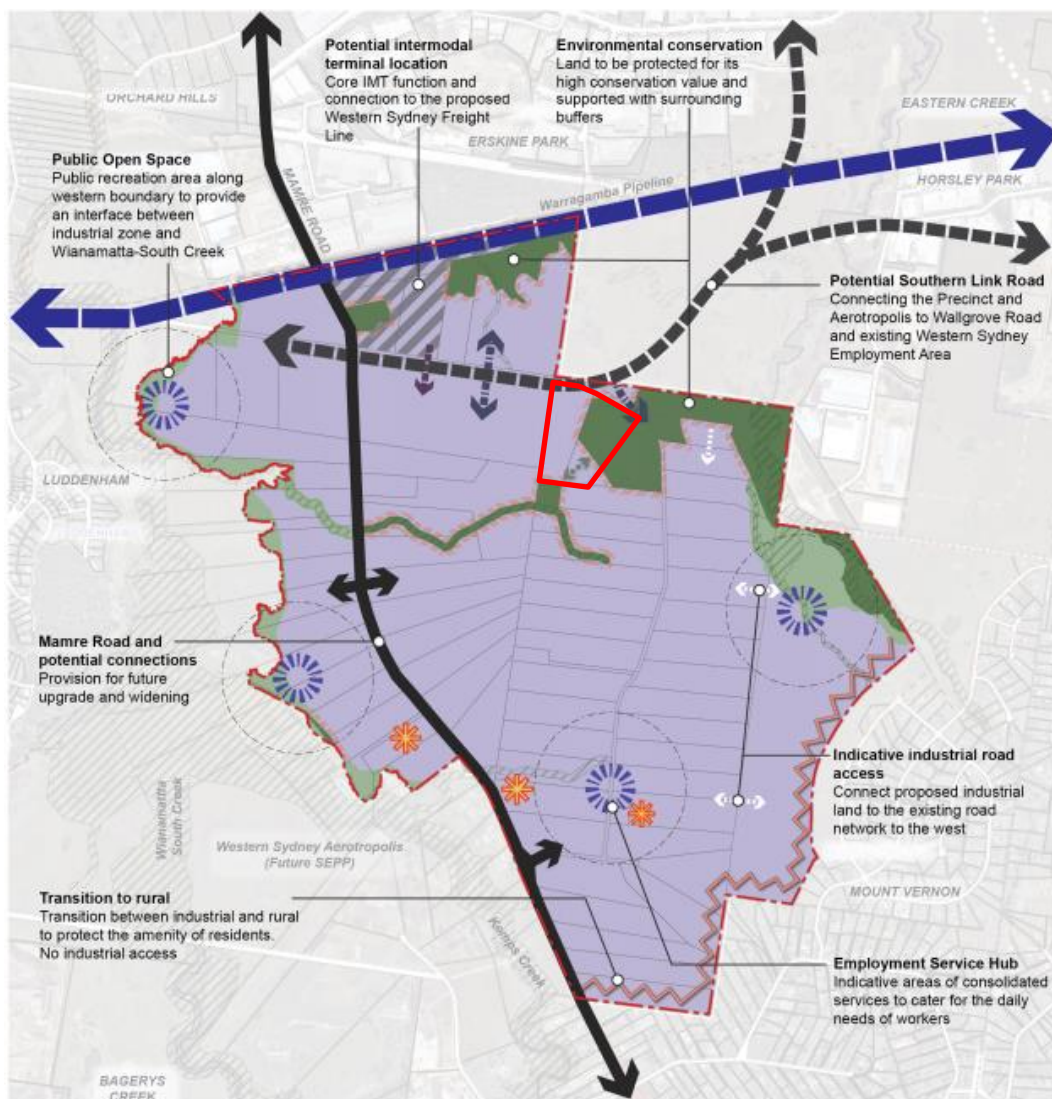 Potential intermodal
terminal location
Core IMT function and
connection to the proposed
Western Sydney Freight
Line
Environmental conservation
Land to be protected for its
high conservation value and
supported with surrounding
buffers
ORCHARD HILLS
ERSKINE PARK
EASTERN CREEK
HORSLEY PARK
Public Open Space
Public recreation area along
western boundary to provide
an interface between
industrial zone and
Wianamatta-South Creek
MAMRE ROAD
Warragamba Pipeline
Potential Southern Link Road
Connecting the Precinct and
Aerotropolis to Wallgrove Road
and existing Western Sydney
Employment Area
LUDDENHAM
Mamre Road and
potential connections
Provision for future
upgrade and widening
Indicative industrial road
access
Connect proposed industrial
land to the existing road
network to the west
Wianamatta
South Creek
Western Sydney Aerotropolis
(Future SEPP)
MOUNT VERNON
Transition to rural
Transition between industrial and rural
to protect the amenity of residents.
No industrial access
Kemps Creek
Employment Service Hub
Indicative areas of consolidated
services to cater for the daily
needs of workers
BAGERYS
CREEK